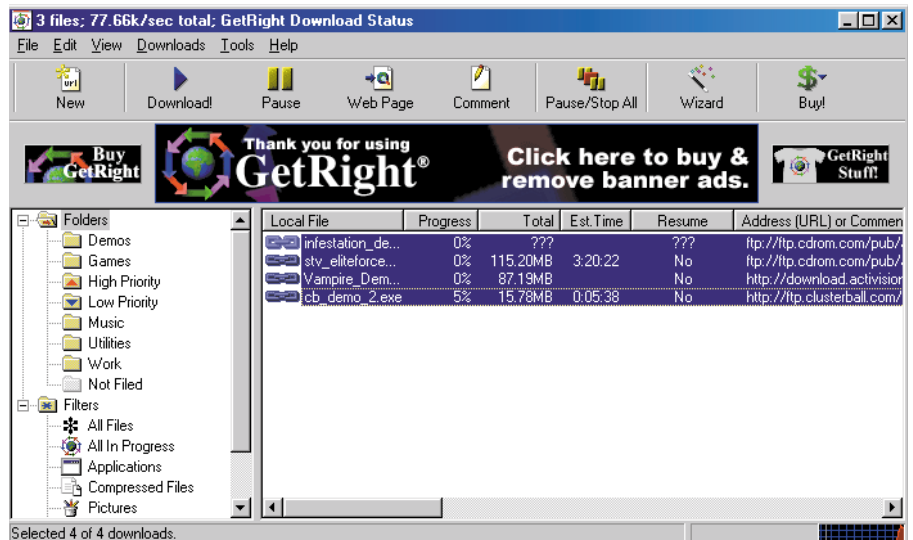 3 files; 77.66k/sec total; GetRight Download Status
File Edit View Downloads Tools Help
url
New Download! Pause Web Page Comment Pause/Stop All Wizard Buy!
Buy
GetRight
Thank you for using
GetRight®
Click here to buy &
remove banner ads.
GetRight
Stuff!
Folders
Demos
Games
High Priority
Low Priority
Music
Utilities
Work
Not Filed
Filters
All Files
All In Progress
Applications
Compressed Files
Pictures
Local File Progress Total Est.Time Resume Address (URL) or Commen
infestation_de... 0% ??? ??? ftp://ftp.cdrom.com/pub/
stv_eliteforce... 0% 115.20MB 3:20:22 No ftp://ftp.cdrom.com/pub/
Vampire_Dem... 0% 87.19MB No http://download.activision
cb_demo_2.exe 5% 15.78MB 0:05:38 No http://ftp.clusterball.com/
Selected 4 of 4 downloads.